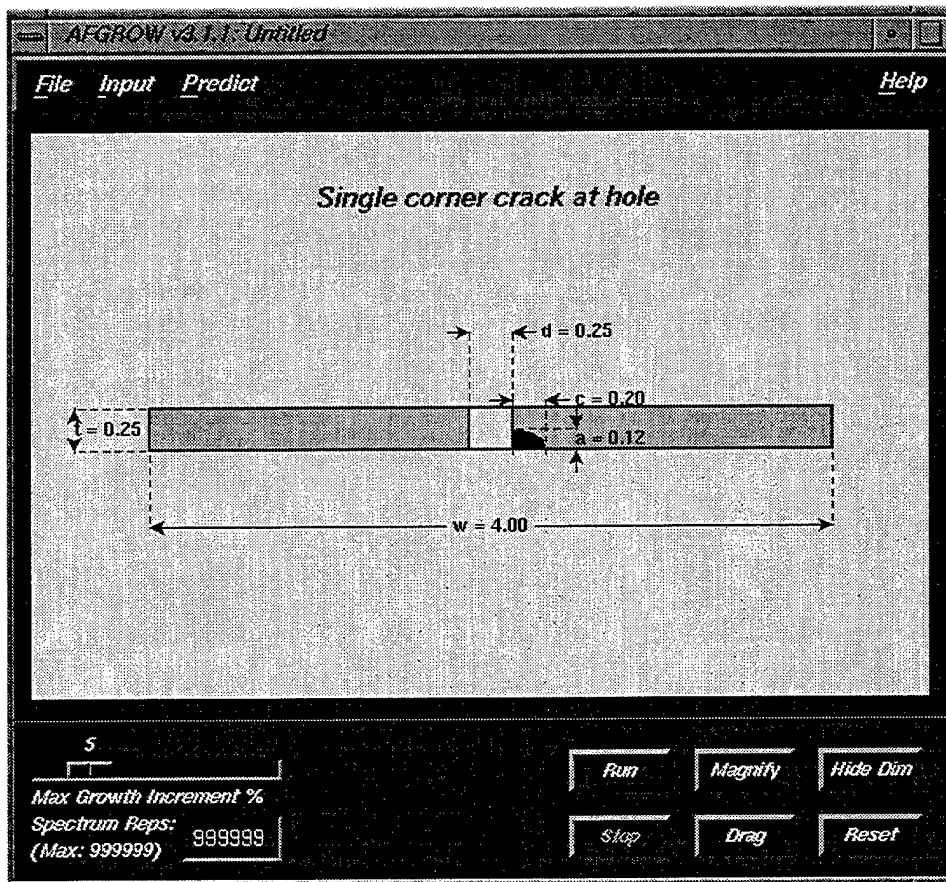 AFGROW v3.1.1: Untitled
File Input Predict Help
Single corner crack at hole
d = 0.25
c = 0.20
t = 0.25
a = 0.12
w = 4.00
5
Max Growth Increment %
Spectrum Reps:
(Max: 999999) 999999
Run Magnify Hide Dim
Stop Drag Reset